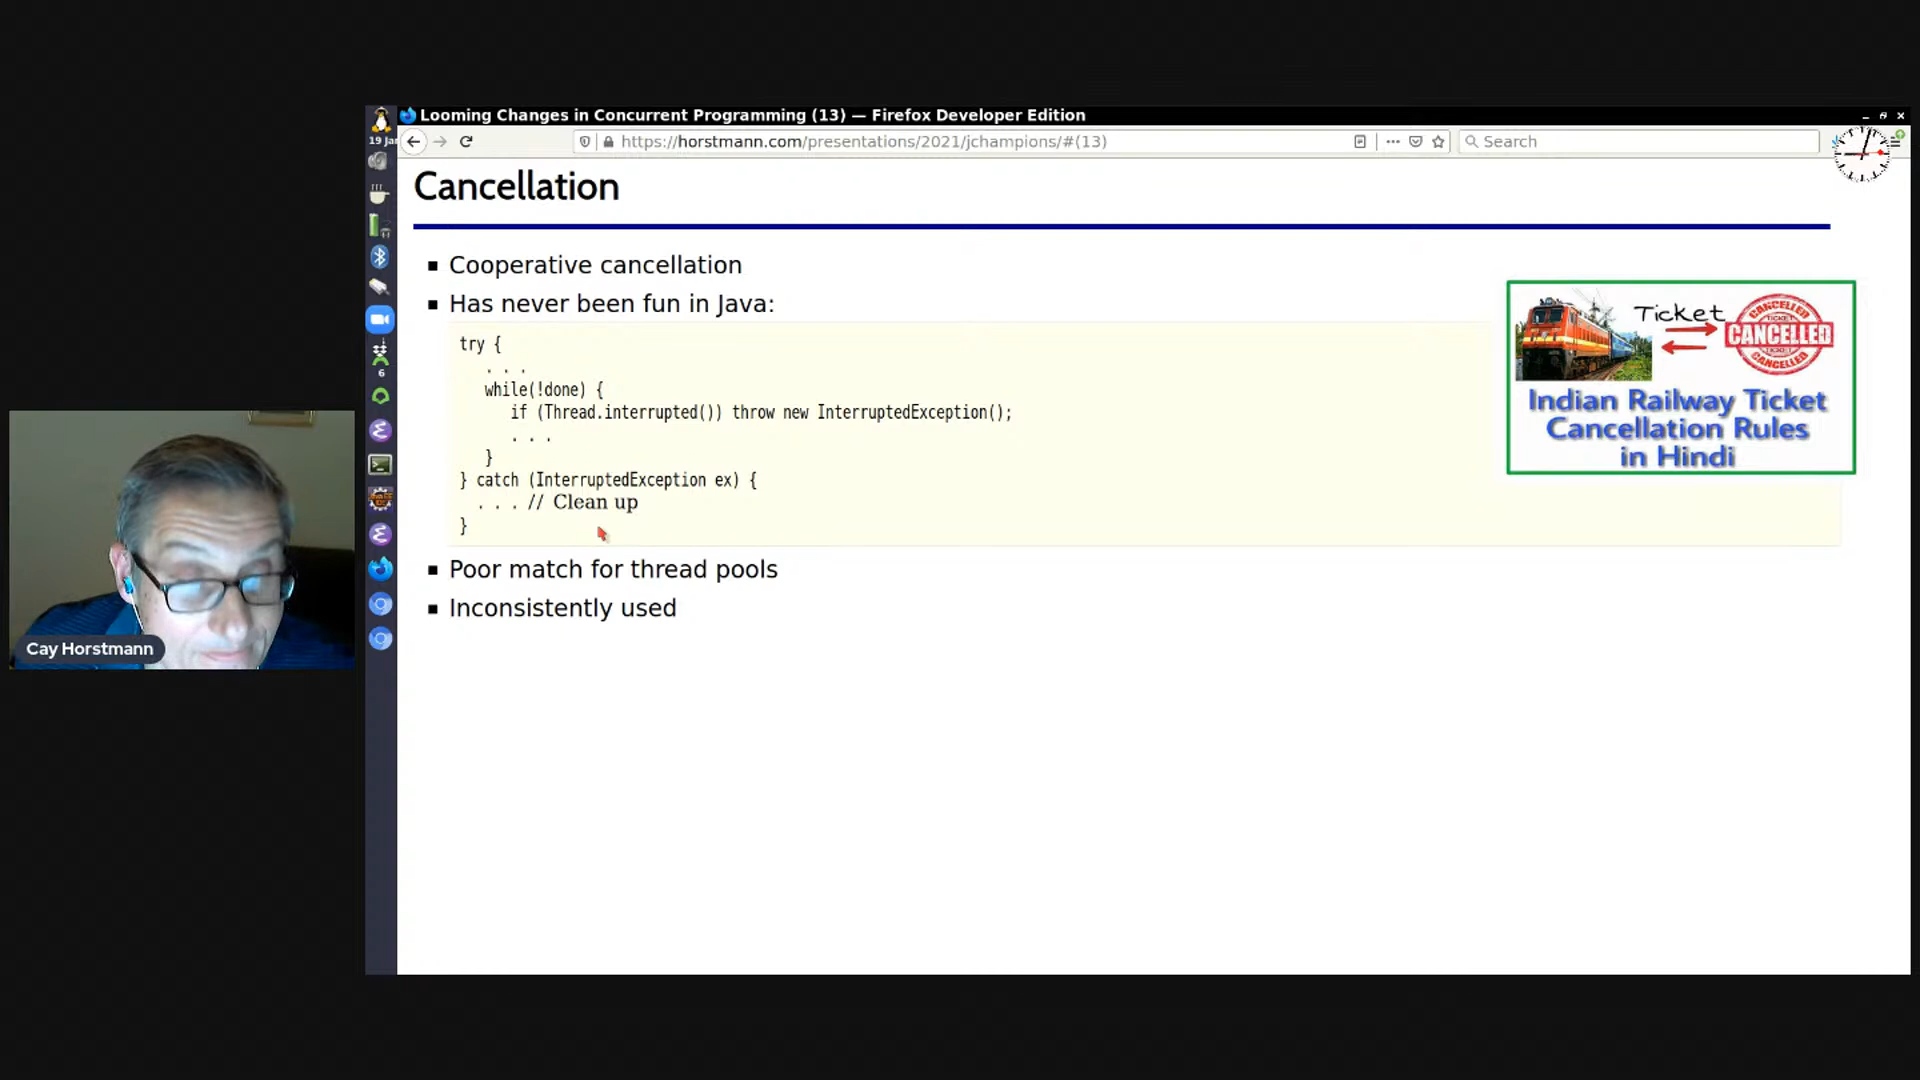 Looming Changes in Concurrent Programming (13) — Firefox Developer Edition
19 Jan
https://horstmann.com/presentations/2021/jchampions/#(13)
Search
Cancellation
Cooperative cancellation
Has never been fun in Java:
try {
. . .
while(!done) {
if (Thread.interrupted()) throw new InterruptedException();
. . .
}
} catch (InterruptedException ex) {
. . . // Clean up
}
Poor match for thread pools
Inconsistently used
Ticket
CANCELLED
Indian Railway Ticket
Cancellation Rules
in Hindi
6
Cay Horstmann